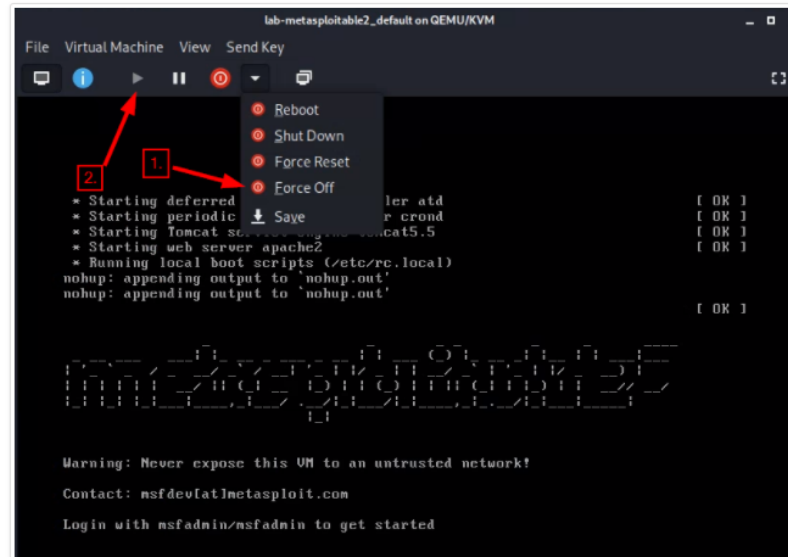 lab-metasploitable2_default on QEMU/KVM
File Virtual Machine View Send Key
Reboot
Shut Down
Force Reset
Force Off
Save
1.
2.
* Starting deferred ler atd [ OK ]
* Starting periodic r crond [ OK ]
* Starting Tomcat se tomcat5.5 [ OK ]
* Starting web server apache2 [ OK ]
* Running local boot scripts (/etc/rc.local)
nohup: appending output to `nohup.out'
nohup: appending output to `nohup.out'
[ OK ]
metasploitable2
Warning: Never expose this VM to an untrusted network!
Contact: msfdev[at]metasploit.com
Login with msfadmin/msfadmin to get started